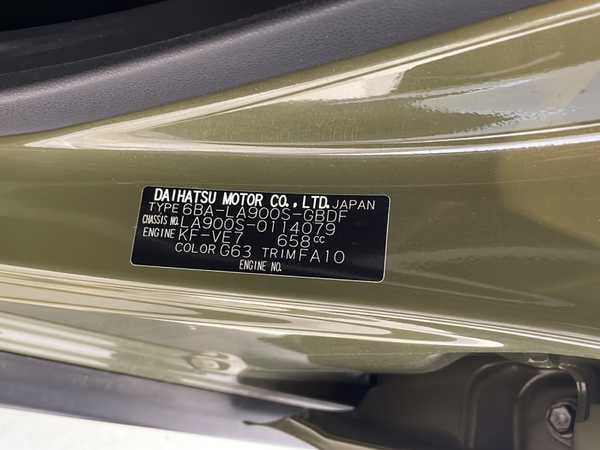 DAIHATSU MOTOR CO.,LTD. JAPAN
TYPE 6BA-LA900S-GBDF
CHASSIS NO. LA900S-0114079
ENGINE KF-VE7 658cc
COLOR G63 TRIM FA10
ENGINE NO.